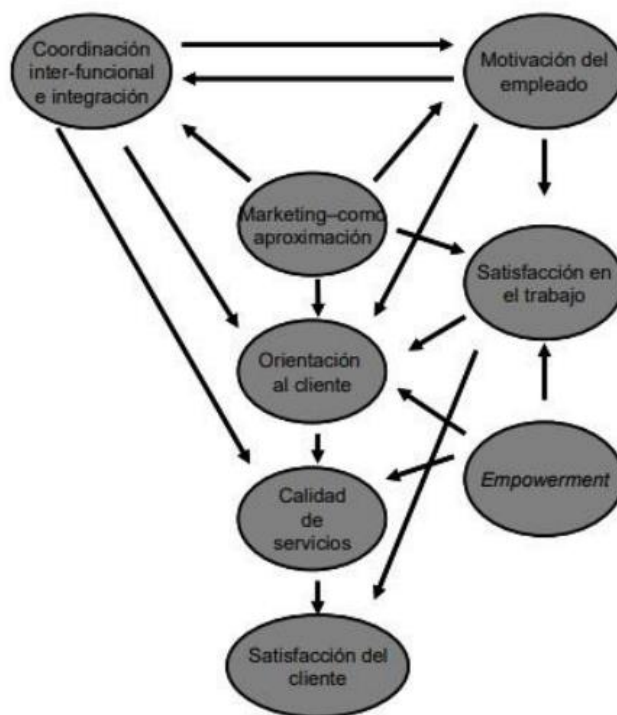 Coordinación
inter-funcional
e integración
Motivación del
empleado
Marketing–como
aproximación
Satisfacción en
el trabajo
Orientación
al cliente
Empowerment
Calidad
de
servicios
Satisfacción del
cliente